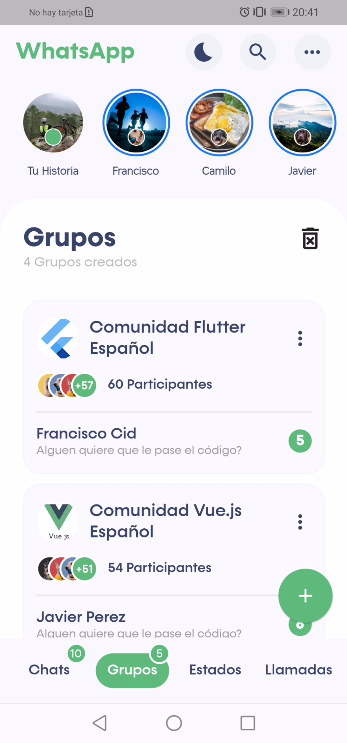 No hay tarjeta
20:41
WhatsApp
Tu Historia
Francisco
Camilo
Javier
Grupos
4 Grupos creados
Comunidad Flutter
Español
+57
60 Participantes
Francisco Cid
5
Alguen quiere que le pase el código?
Comunidad Vue.js
Español
Vue.js
+51
54 Participantes
+
Javier Perez
Alguen quiere que le pase el código?
Chats
10
Grupos
5
Estados
Llamadas